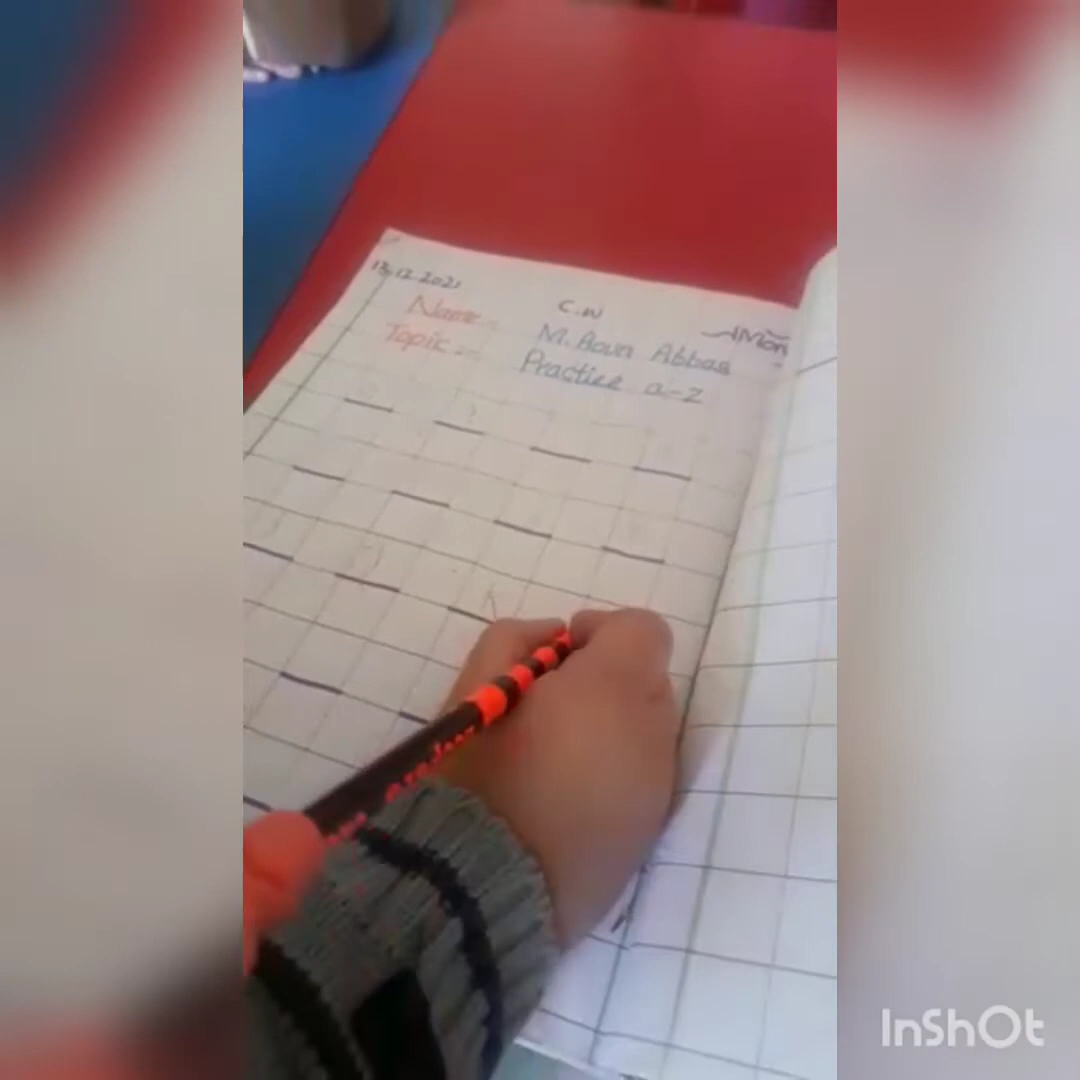 13.12.2021
C.W
Mon
Name:-
M. Aoun Abbas
Topic:-
Practice a-z
InShOt